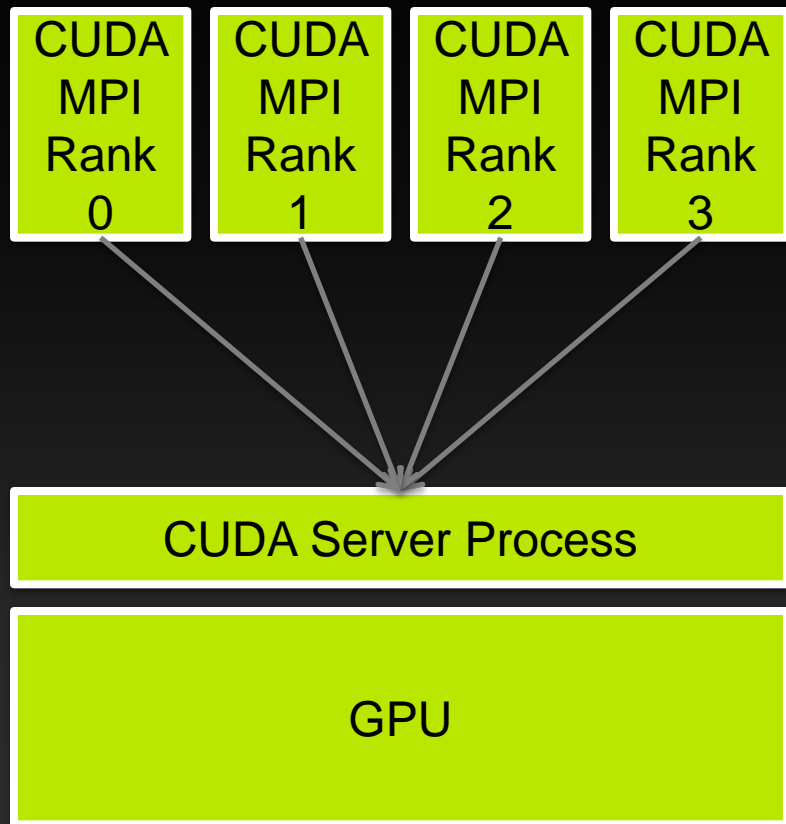 CUDA
MPI
Rank
0
CUDA
MPI
Rank
1
CUDA
MPI
Rank
2
CUDA
MPI
Rank
3
CUDA Server Process
GPU